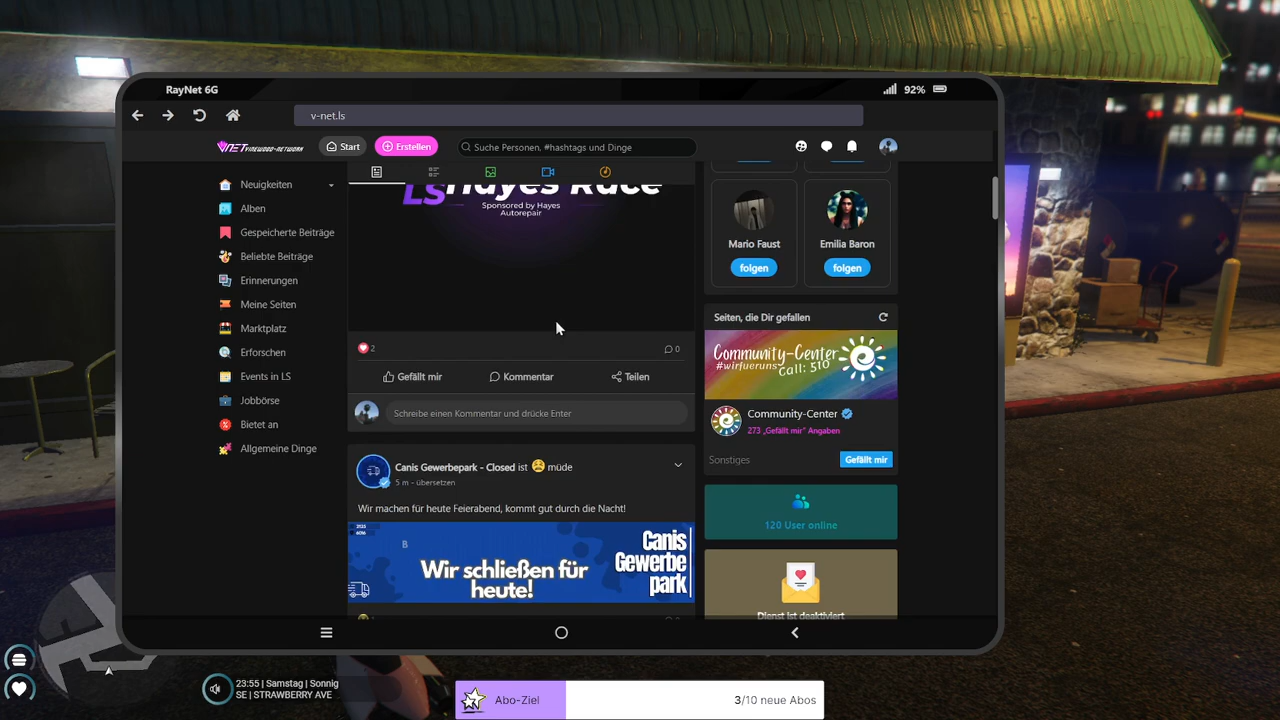 RayNet 6G
92%
v-net.ls
VNET VINEWOOD-NETWORK
Start
Erstellen
Suche Personen, #hashtags und Dinge
Neuigkeiten
Alben
Gespeicherte Beiträge
Beliebte Beiträge
Erinnerungen
Meine Seiten
Marktplatz
Erforschen
Events in LS
Jobbörse
Bietet an
Allgemeine Dinge
LS Hayes Race
Sponsored by Hayes
Autorepair
2
0
Gefällt mir
Kommentar
Teilen
Schreibe einen Kommentar und drücke Enter
Canis Gewerbepark - Closed ist müde
5 m - übersetzen
Wir machen für heute Feierabend, kommt gut durch die Nacht!
Wir schließen für
heute!
Canis
Gewerbe
park
Mario Faust
folgen
Emilia Baron
folgen
Seiten, die Dir gefallen
Community-Center
#wirfuereuns
Call: 510
Community-Center
273 „Gefällt mir" Angaben
Sonstiges
Gefällt mir
120 User online
Dienst ist deaktiviert
23:55 | Samstag | Sonnig
SE | STRAWBERRY AVE
Abo-Ziel
3/10 neue Abos